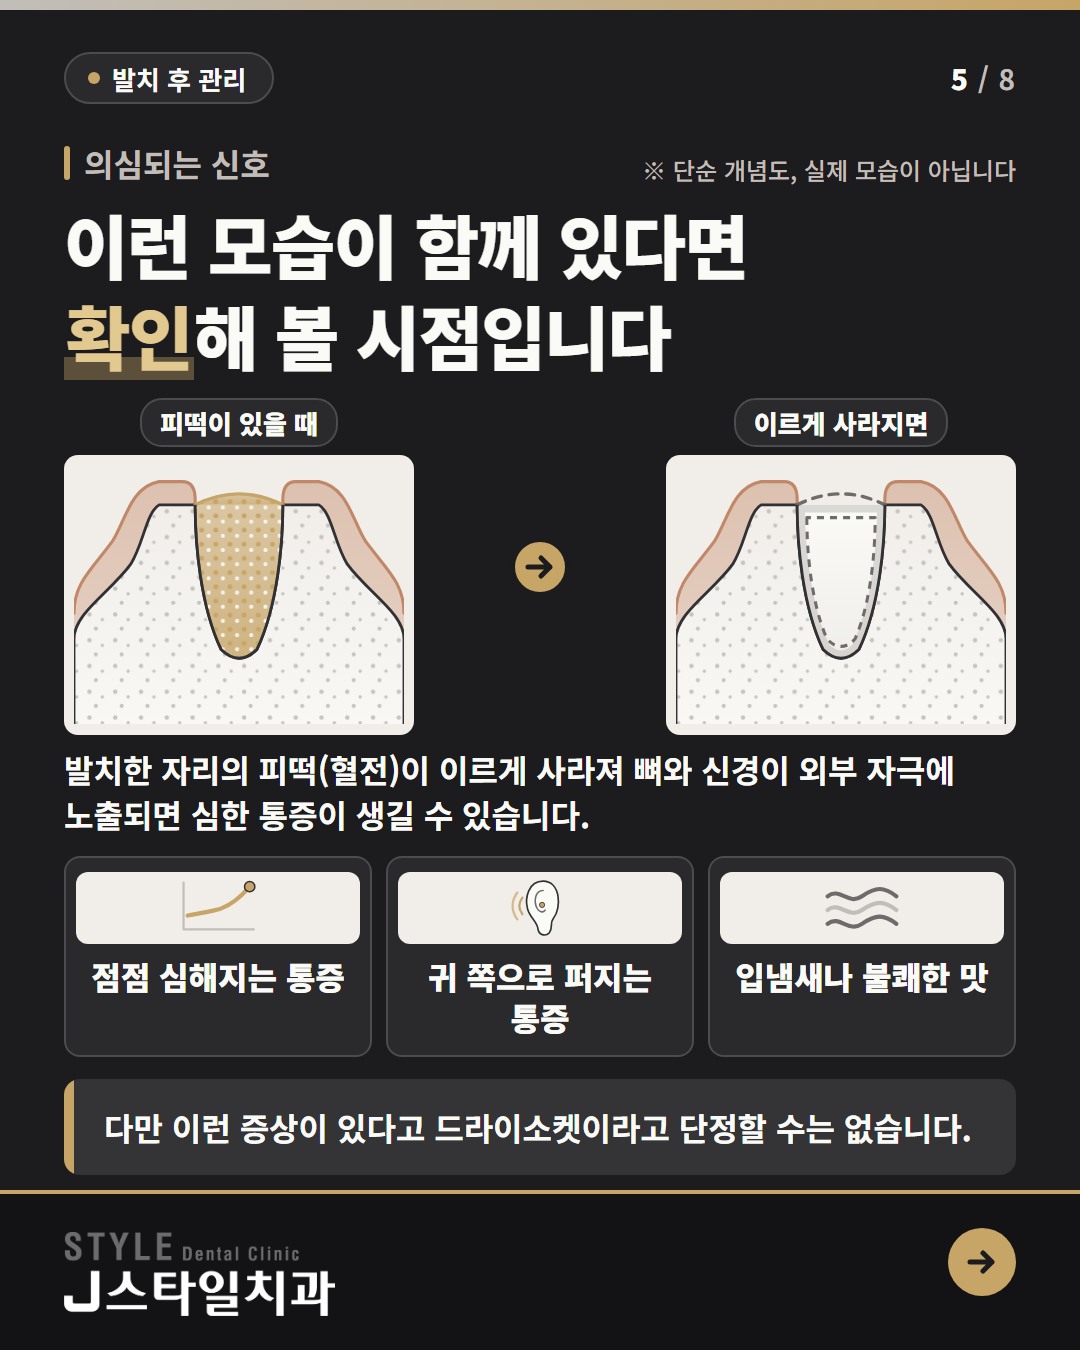 발치 후 관리
5 / 8
의심되는 신호
※ 단순 개념도, 실제 모습이 아닙니다
이런 모습이 함께 있다면
확인해 볼 시점입니다
피떡이 있을 때
이르게 사라지면
발치한 자리의 피떡(혈전)이 이르게 사라져 뼈와 신경이 외부 자극에
노출되면 심한 통증이 생길 수 있습니다.
점점 심해지는 통증
귀 쪽으로 퍼지는
통증
입냄새나 불쾌한 맛
다만 이런 증상이 있다고 드라이소켓이라고 단정할 수는 없습니다.
STYLE Dental Clinic
J스타일치과